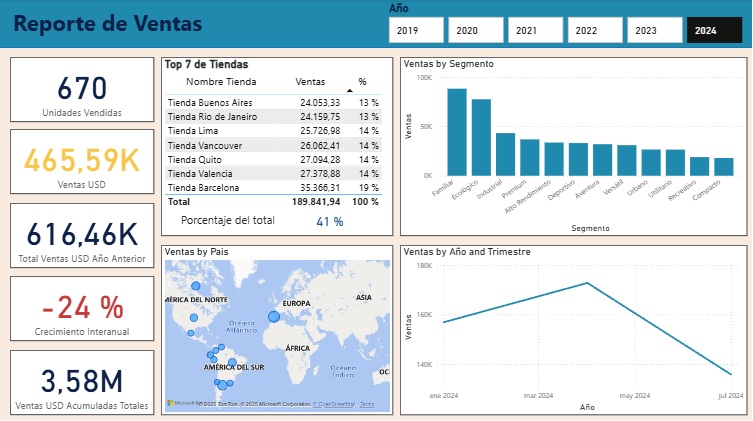 Reporte de Ventas
Año
2019 2020 2021 2022 2023 2024
670
Unidades Vendidas
465,59K
Ventas USD
616,46K
Total Ventas USD Año Anterior
-24 %
Crecimiento Interanual
3,58M
Ventas USD Acumuladas Totales
Top 7 de Tiendas
Nombre Tienda Ventas %
Tienda Buenos Aires 24.053,33 13 %
Tienda Rio de Janeiro 24.159,75 13 %
Tienda Lima 25.726,98 14 %
Tienda Vancouver 26.062,41 14 %
Tienda Quito 27.094,28 14 %
Tienda Valencia 27.378,88 14 %
Tienda Barcelona 35.366,31 19 %
Total 189.841,94 100 %
Porcentaje del total 41 %
Ventas by Segmento
Ventas
100K
50K
0K
Familiar Ecológico Industrial Premium Alto Rendimiento Deportivo Aventura Versátil Urbano Utilitario Recreativo Compacto
Segmento
Ventas by Pais
AMÉRICA DEL NORTE
EUROPA
ASIA
Océano
Atlántico
ÁFRICA
AMÉRICA DEL SUR
Océano
Índico
OC
© 2025 TomTom, © 2025 Microsoft Corporation, © OpenStreetMap Terms
Ventas by Año and Trimestre
Ventas
180K
160K
140K
ene 2024 mar 2024 may 2024 jul 2024
Año